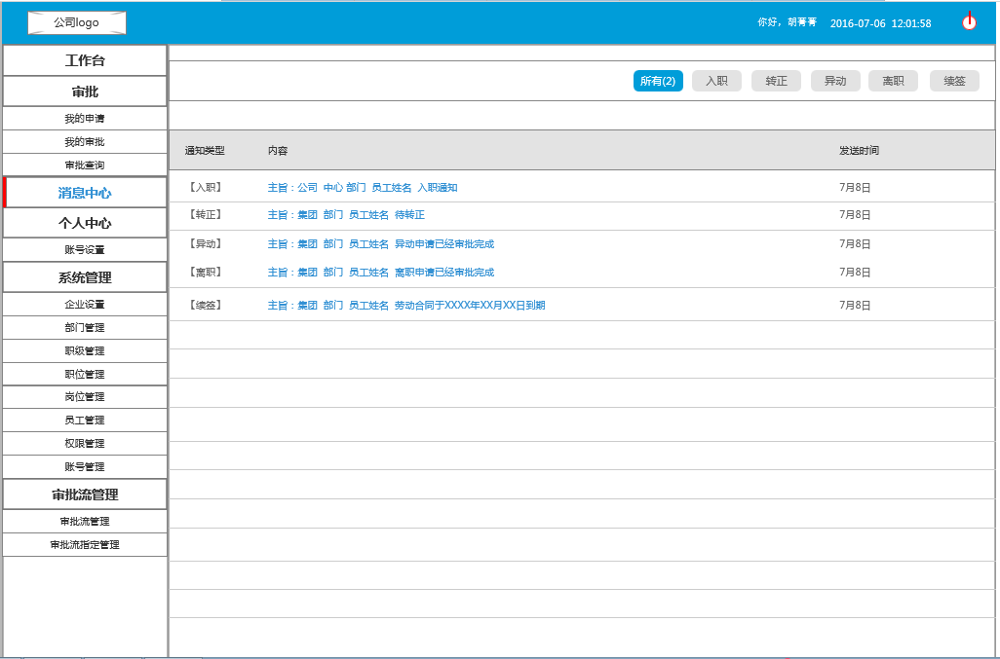 公司logo
你好，胡菁菁 2016-07-06 12:01:58
工作台
审批
我的申请
我的审批
审批查询
消息中心
个人中心
账号设置
系统管理
企业设置
部门管理
职级管理
职位管理
岗位管理
员工管理
权限管理
账号管理
审批流管理
审批流管理
审批流指定管理
所有(2) 入职 转正 异动 离职 续签
通知类型 内容 发送时间
【入职】 主旨：公司 中心 部门 员工姓名 入职通知 7月8日
【转正】 主旨：集团 部门 员工姓名 待转正 7月8日
【异动】 主旨：集团 部门 员工姓名 异动申请已经审批完成 7月8日
【离职】 主旨：集团 部门 员工姓名 离职申请已经审批完成 7月8日
【续签】 主旨：集团 部门 员工姓名 劳动合同于XXXX年XX月XX日到期 7月8日